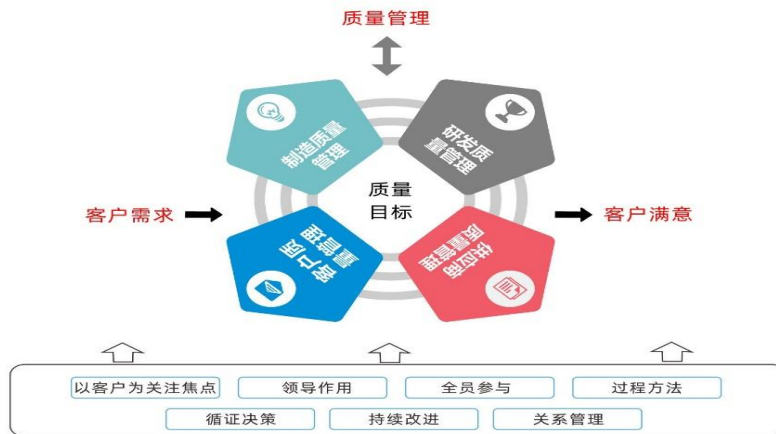 质量管理
制造质量
管理
研发质
量管理
质量
目标
客户需求
客户满意
客户质
量管理
供应商
质量管理
以客户为关注焦点
领导作用
全员参与
过程方法
循证决策
持续改进
关系管理